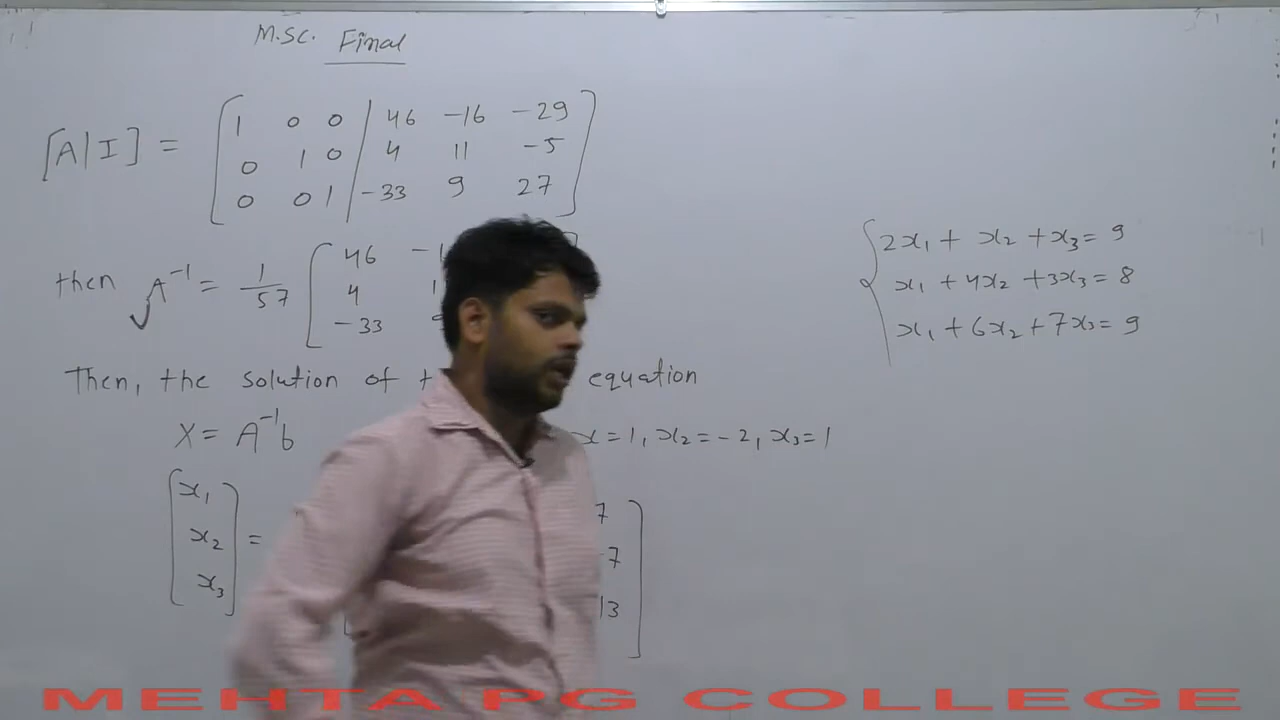 M.Sc. Final
[A|I] = [ 1 0 0 | 46 -16 -29
0 1 0 | 4 11 -5
0 0 1 | -33 9 27 ]
then A⁻¹ = 1/57 [ 46
4
-33
Then, the solution of equation
X = A⁻¹b x = 1, x₂ = -2, x₃ = 1
[ x₁ 7
x₂ ] = -7
x₃ 13 ]
{ 2x₁ + x₂ + x₃ = 9
x₁ + 4x₂ + 3x₃ = 8
x₁ + 6x₂ + 7x₃ = 9
MEHTA PG COLLEGE